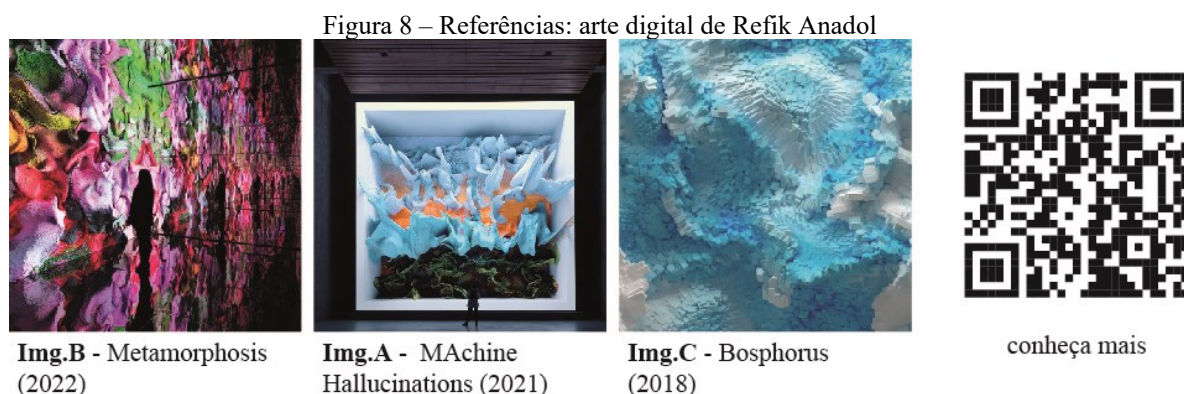 Figura 8 – Referências: arte digital de Refik Anadol
Img.B - Metamorphosis
(2022)
Img.A - MAchine
Hallucinations (2021)
Img.C - Bosphorus
(2018)
conheça mais